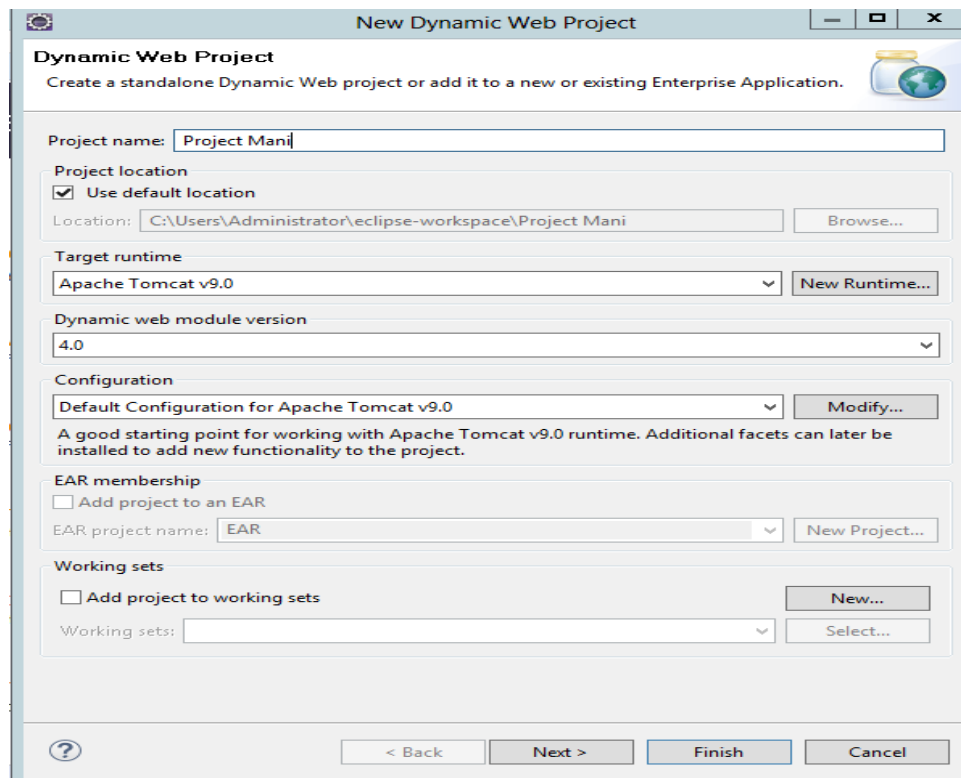 New Dynamic Web Project
Dynamic Web Project
Create a standalone Dynamic Web project or add it to a new or existing Enterprise Application.
Project name: Project Mani
Project location
Use default location
Location: C:\Users\Administrator\eclipse-workspace\Project Mani Browse...
Target runtime
Apache Tomcat v9.0 New Runtime...
Dynamic web module version
4.0
Configuration
Default Configuration for Apache Tomcat v9.0 Modify...
A good starting point for working with Apache Tomcat v9.0 runtime. Additional facets can later be
installed to add new functionality to the project.
EAR membership
Add project to an EAR
EAR project name: EAR New Project...
Working sets
Add project to working sets New...
Working sets: Select...
? < Back Next > Finish Cancel